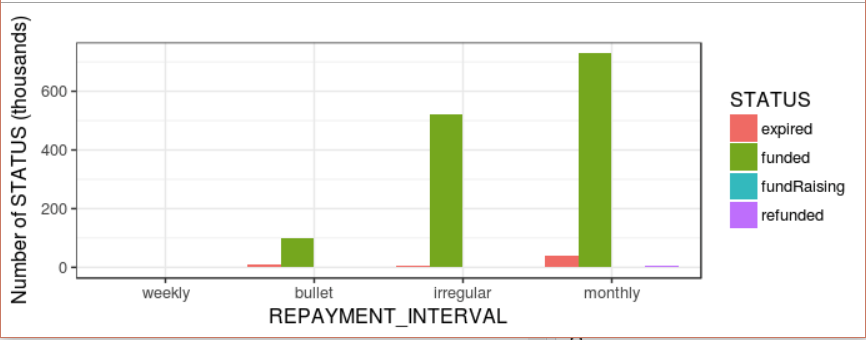 Number of STATUS (thousands)
600
400
200
0
weekly
bullet
irregular
monthly
REPAYMENT_INTERVAL
STATUS
expired
funded
fundRaising
refunded